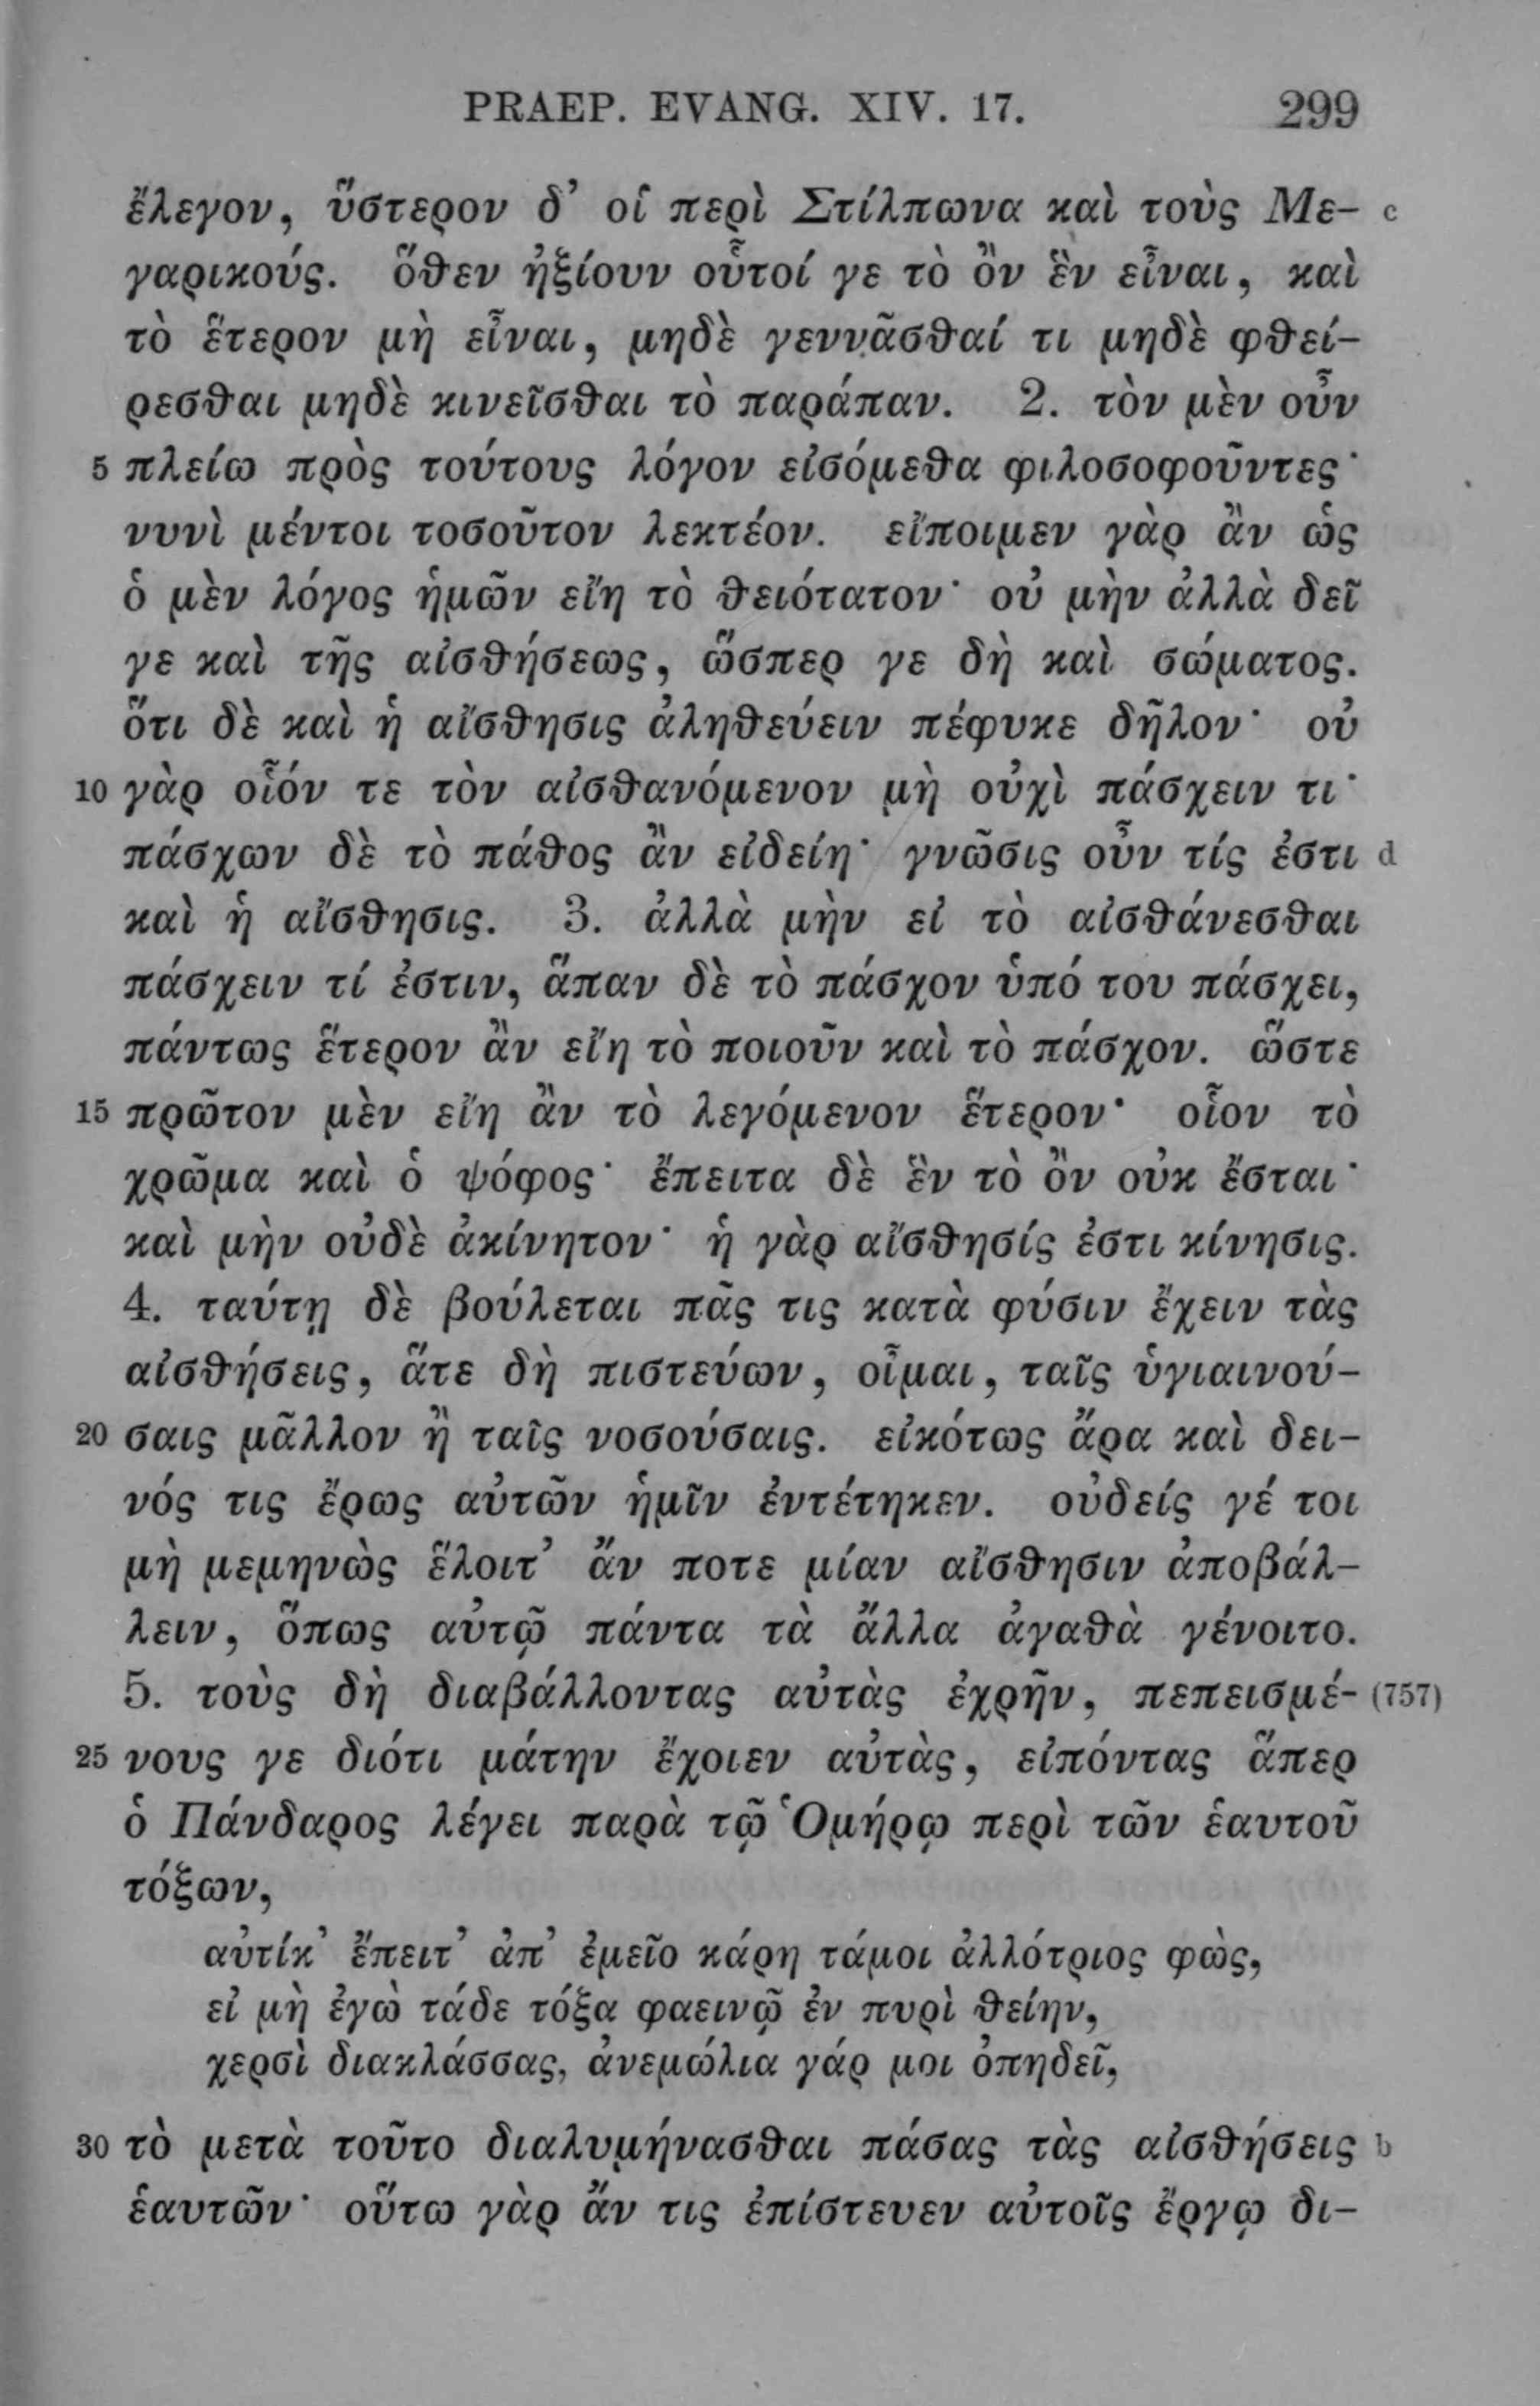 PRAEP. EVANG. XIV. 17. 299
ἔλεγον, ὕστερον δ’ οἱ περὶ Στίλπωνα καὶ τοὺς Με- c
γαρικούς. ὅθεν ἠξίουν οὗτοί γε τὸ ὂν ἓν εἶναι, καὶ
τὸ ἕτερον μὴ εἶναι, μηδὲ γεννᾶσθαί τι μηδὲ φθεί-
ρεσθαι μηδὲ κινεῖσθαι τὸ παράπαν. 2. τὸν μὲν οὖν
5 πλείω πρὸς τούτους λόγον εἰσόμεθα φιλοσοφοῦντες·
νυνὶ μέντοι τοσοῦτον λεκτέον. εἴποιμεν γὰρ ἂν ὡς
ὁ μὲν λόγος ἡμῶν εἴη τὸ θειότατον· οὐ μὴν ἀλλὰ δεῖ
γε καὶ τῆς αἰσθήσεως, ὥσπερ γε δὴ καὶ σώματος.
ὅτι δὲ καὶ ἡ αἴσθησις ἀληθεύειν πέφυκε δῆλον· οὐ
10 γὰρ οἷόν τε τὸν αἰσθανόμενον μὴ οὐχὶ πάσχειν τι·
πάσχων δὲ τὸ πάθος ἂν εἰδείη· γνῶσις οὖν τίς ἐστι d
καὶ ἡ αἴσθησις. 3. ἀλλὰ μὴν εἰ τὸ αἰσθάνεσθαι
πάσχειν τί ἐστιν, ἅπαν δὲ τὸ πάσχον ὑπό του πάσχει,
πάντως ἕτερον ἂν εἴη τὸ ποιοῦν καὶ τὸ πάσχον. ὥστε
15 πρῶτον μὲν εἴη ἂν τὸ λεγόμενον ἕτερον· οἷον τὸ
χρῶμα καὶ ὁ ψόφος· ἔπειτα δὲ ἓν τὸ ὂν οὐκ ἔσται·
καὶ μὴν οὐδὲ ἀκίνητον· ἡ γὰρ αἴσθησίς ἐστι κίνησις.
4. ταύτῃ δὲ βούλεται πᾶς τις κατὰ φύσιν ἔχειν τὰς
αἰσθήσεις, ἅτε δὴ πιστεύων, οἶμαι, ταῖς ὑγιαινού-
20 σαις μᾶλλον ἢ ταῖς νοσούσαις. εἰκότως ἄρα καὶ δει-
νός τις ἔρως αὐτῶν ἡμῖν ἐντέτηκεν. οὐδείς γέ τοι
μὴ μεμηνὼς ἕλοιτ’ ἄν ποτε μίαν αἴσθησιν ἀποβάλ-
λειν, ὅπως αὐτῷ πάντα τὰ ἄλλα ἀγαθὰ γένοιτο.
5. τοὺς δὴ διαβάλλοντας αὐτὰς ἐχρῆν, πεπεισμέ- (757)
25 νους γε διότι μάτην ἔχοιεν αὐτὰς, εἰπόντας ἅπερ
ὁ Πάνδαρος λέγει παρὰ τῷ Ὁμήρῳ περὶ τῶν ἑαυτοῦ
τόξων,
αὐτίκ’ ἔπειτ’ ἀπ’ ἐμεῖο κάρη τάμοι ἀλλότριος φὼς,
εἰ μὴ ἐγὼ τάδε τόξα φαεινῷ ἐν πυρὶ θείην,
χερσὶ διακλάσσας, ἀνεμώλια γάρ μοι ὀπηδεῖ,
30 τὸ μετὰ τοῦτο διαλυμήνασθαι πάσας τὰς αἰσθήσεις b
ἑαυτῶν· οὕτω γὰρ ἄν τις ἐπίστευεν αὐτοῖς ἔργῳ δι-